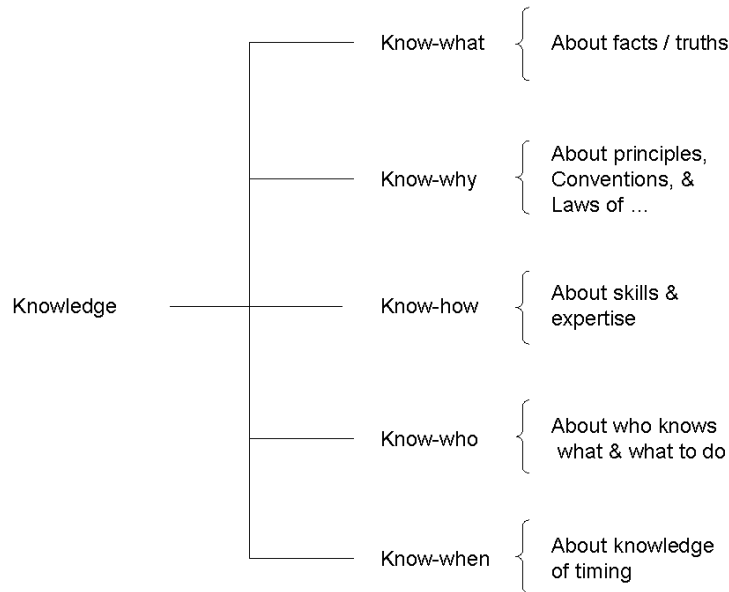 Know-what
About facts / truths
Know-why
About principles,
Conventions, &
Laws of ...
Knowledge
Know-how
About skills &
expertise
Know-who
About who knows
what & what to do
Know-when
About knowledge
of timing